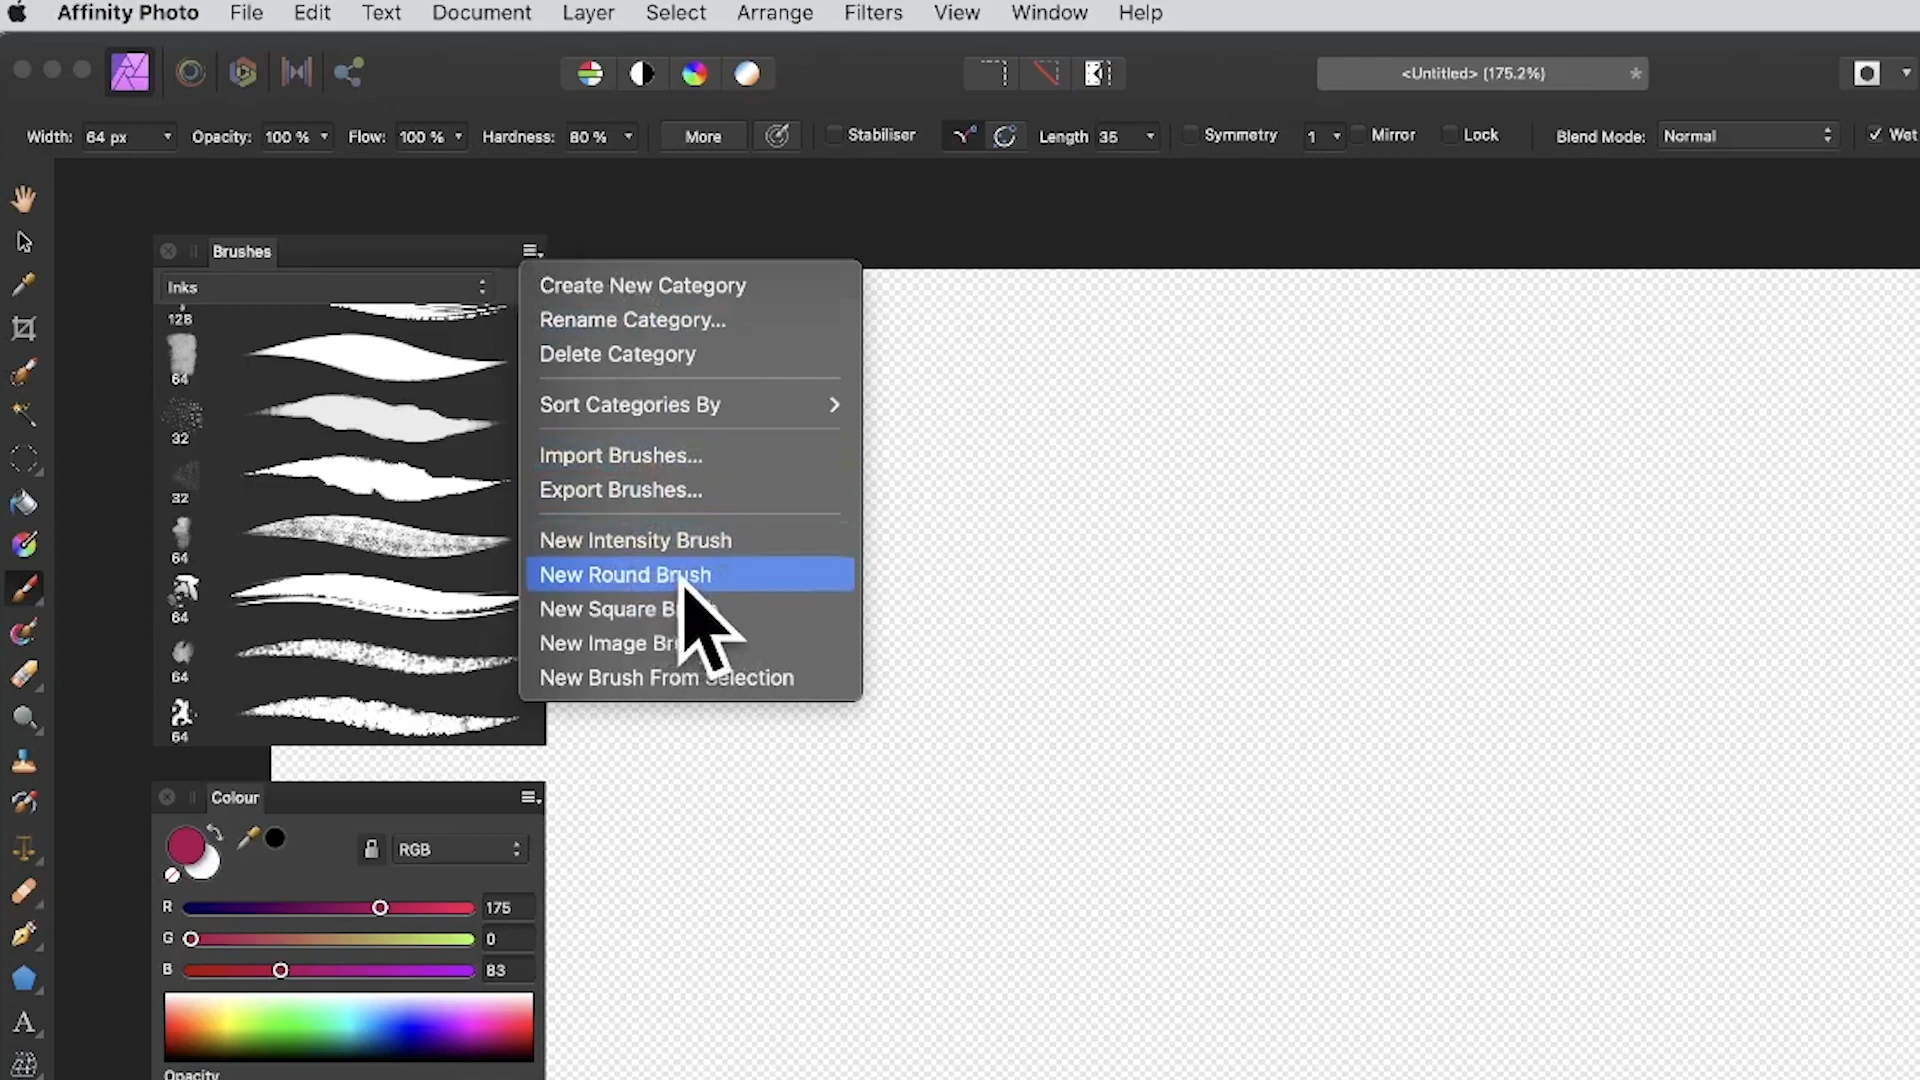 Affinity Photo File Edit Text Document Layer Select Arrange Filters View Window Help
<Untitled> (175.2%) *
Width: 64 px Opacity: 100 % Flow: 100 % Hardness: 80 % More Stabiliser Length 35 Symmetry 1 Mirror Lock Blend Mode: Normal Wet
Brushes
Inks
128
64
32
32
64
64
64
64
Create New Category
Rename Category...
Delete Category
Sort Categories By
Import Brushes...
Export Brushes...
New Intensity Brush
New Round Brush
New Square
New Image
New Brush From Selection
Colour
RGB
R 175
G 0
B 83
Opacity